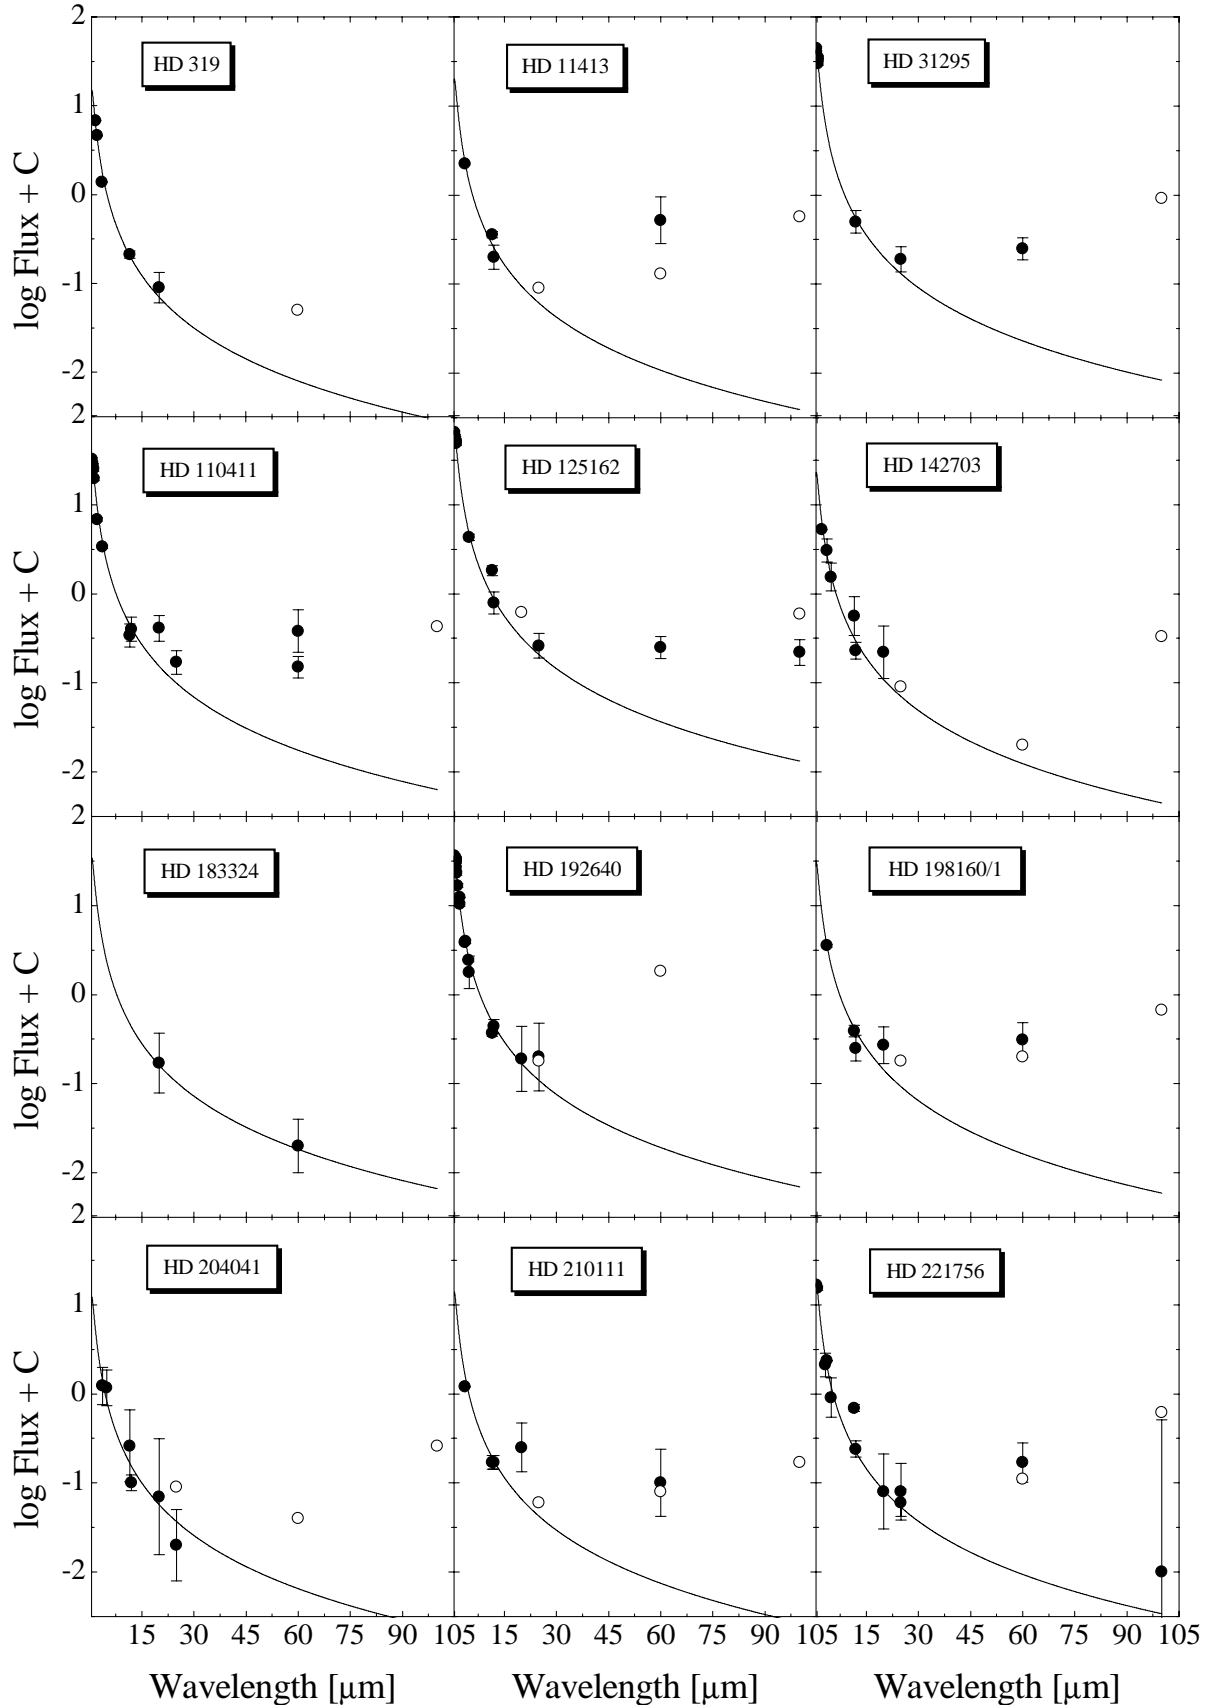 2
HD 319
HD 11413
HD 31295
1
0
-1
-2
log Flux + C
2
HD 110411
HD 125162
HD 142703
1
0
-1
-2
log Flux + C
2
HD 183324
HD 192640
HD 198160/1
1
0
-1
-2
log Flux + C
2
HD 204041
HD 210111
HD 221756
1
0
-1
-2
log Flux + C
15 30 45 60 75 90 105 15 30 45 60 75 90 105 15 30 45 60 75 90 105
Wavelength [µm] Wavelength [µm] Wavelength [µm]